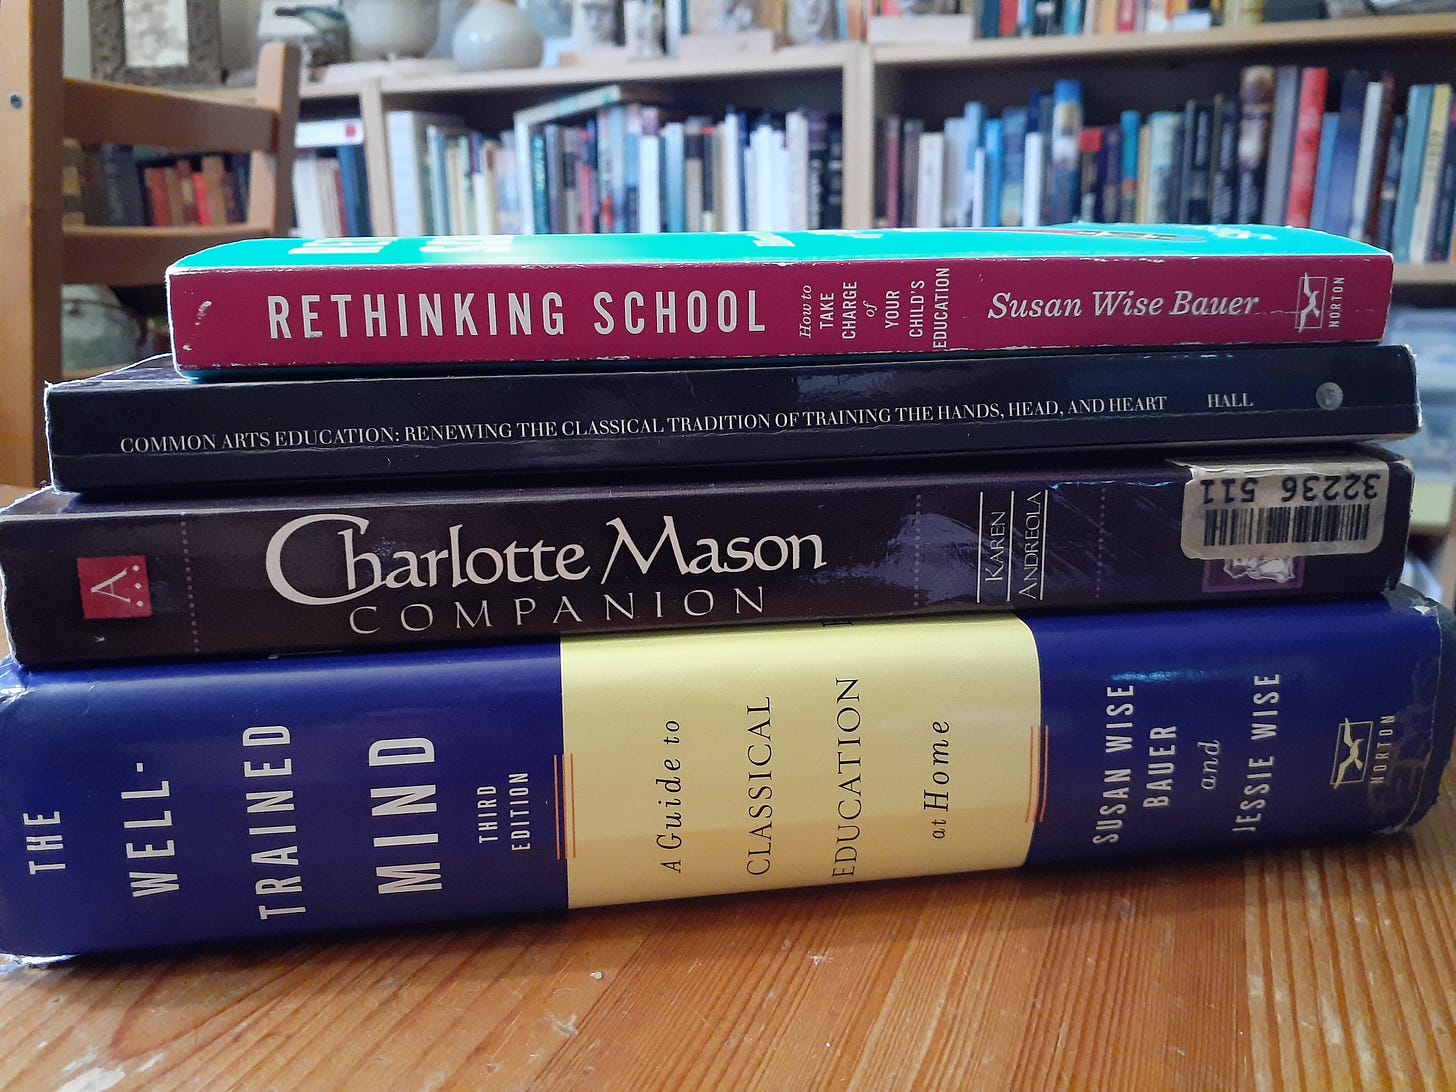 RETHINKING SCHOOL
How to
TAKE
CHARGE
of
YOUR
CHILD'S
EDUCATION
Susan Wise Bauer
NORTON
COMMON ARTS EDUCATION: RENEWING THE CLASSICAL TRADITION OF TRAINING THE HANDS, HEAD, AND HEART
HALL
A
Charlotte Mason
COMPANION
KAREN
ANDREOLA
32236 511
THE
WELL-
TRAINED
MIND
THIRD
EDITION
A Guide to
CLASSICAL
EDUCATION
at Home
SUSAN WISE
BAUER
and
JESSIE WISE
NORTON